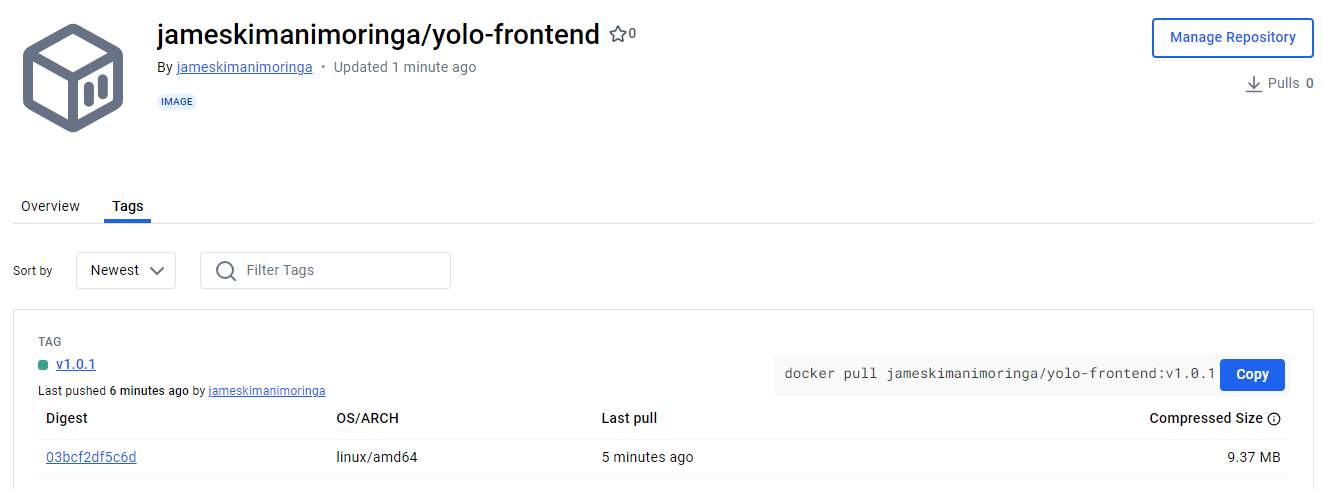 jameskimanimoringa/yolo-frontend ☆0
Manage Repository
By jameskimanimoringa • Updated 1 minute ago
Pulls 0
IMAGE
Overview Tags
Sort by Newest Filter Tags
TAG
v1.0.1
docker pull jameskimanimoringa/yolo-frontend:v1.0.1 Copy
Last pushed 6 minutes ago by jameskimanimoringa
Digest OS/ARCH Last pull Compressed Size
03bcf2df5c6d linux/amd64 5 minutes ago 9.37 MB